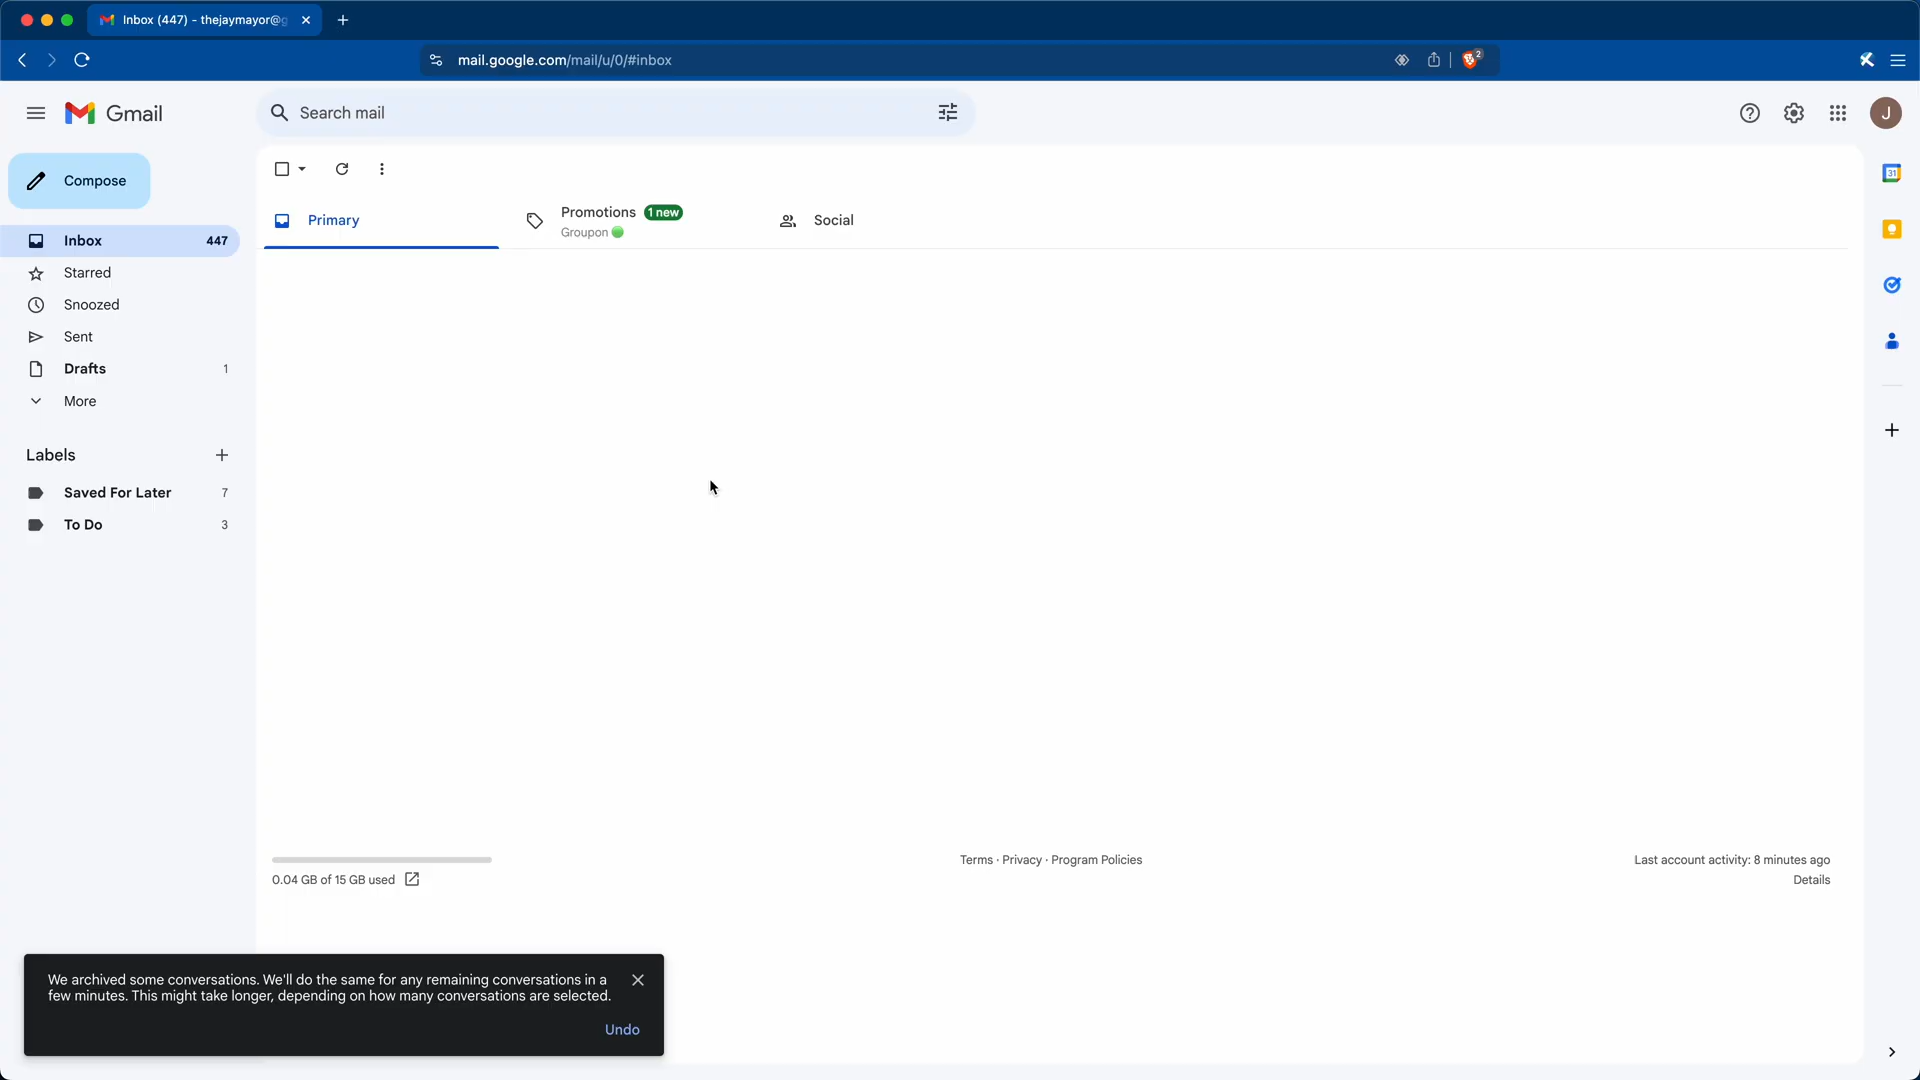 Inbox (447) - thejaymayor@g
mail.google.com/mail/u/0/#inbox
2
Gmail
Search mail
J
Compose
31
Primary
Promotions 1 new
Groupon
Social
Inbox 447
Starred
Snoozed
Sent
Drafts 1
More
Labels
Saved For Later 7
To Do 3
0.04 GB of 15 GB used
Terms · Privacy · Program Policies
Last account activity: 8 minutes ago
Details
We archived some conversations. We'll do the same for any remaining conversations in a
few minutes. This might take longer, depending on how many conversations are selected.
Undo